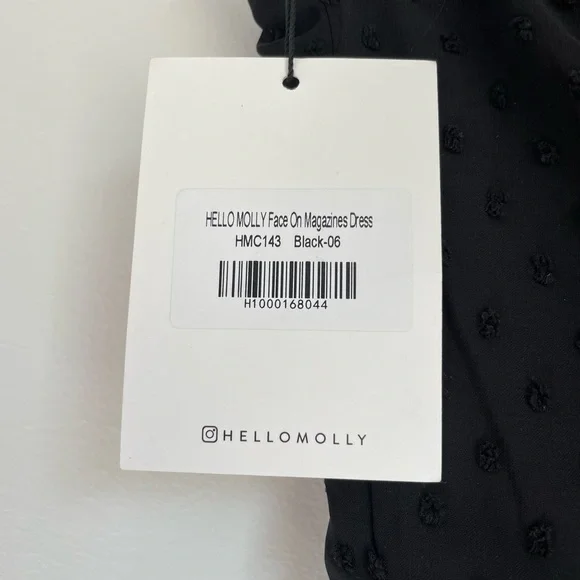 HELLO MOLLY Face On Magazines Dress
HMC143 Black-06
H1000168044
HELLOMOLLY